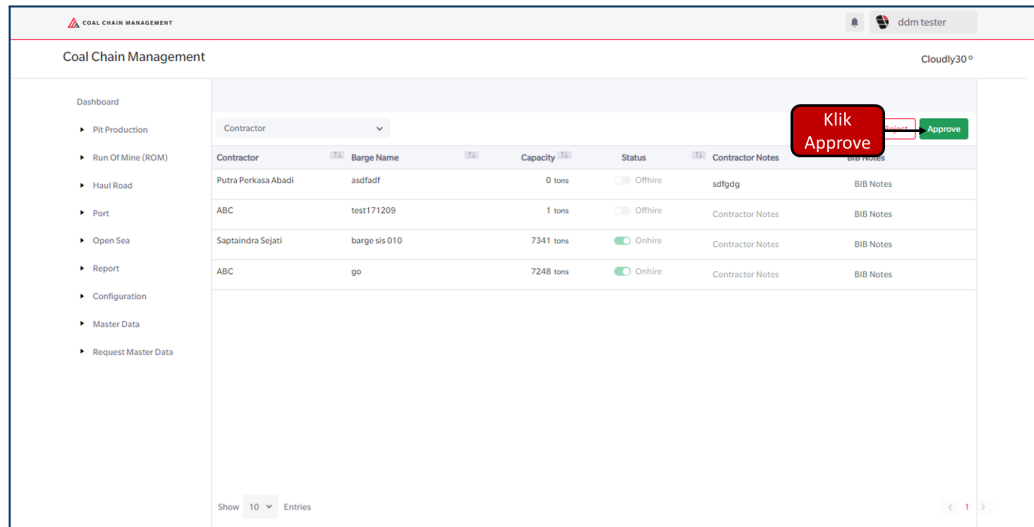 COAL CHAIN MANAGEMENT
ddm tester
Coal Chain Management
Cloudly30 º
Dashboard
Pit Production
Run Of Mine (ROM)
Haul Road
Port
Open Sea
Report
Configuration
Master Data
Request Master Data
Contractor
Klik
Approve
Reject
Approve
Contractor Barge Name Capacity Status Contractor Notes BIB Notes
Putra Perkasa Abadi asdfadf 0 tons Offhire sdfgdg BIB Notes
ABC test171209 1 tons Offhire Contractor Notes BIB Notes
Saptaindra Sejati barge sis 010 7341 tons Onhire Contractor Notes BIB Notes
ABC go 7248 tons Onhire Contractor Notes BIB Notes
Show 10 Entries
< 1 >